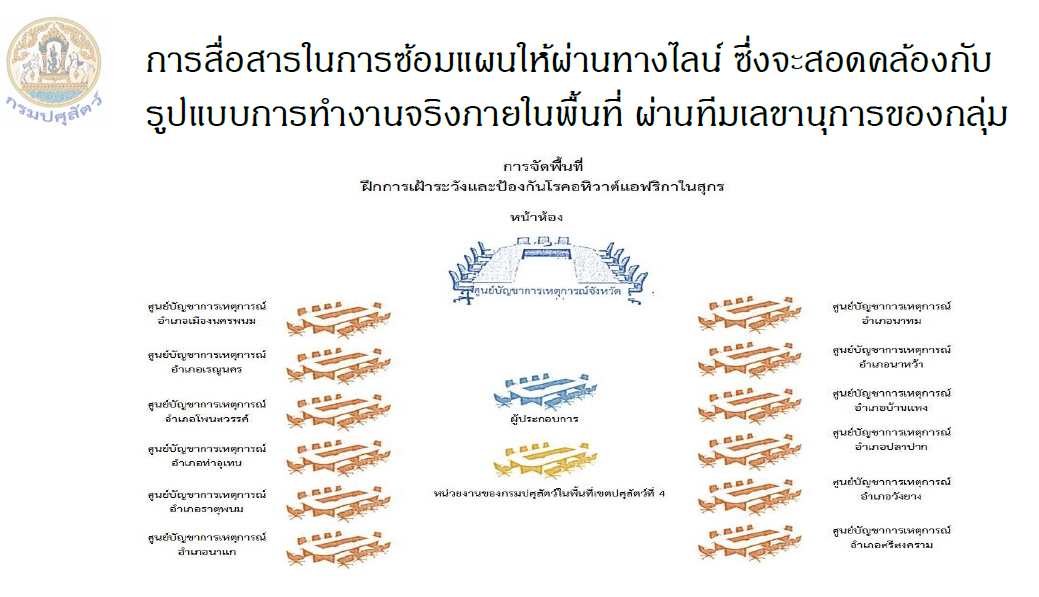 กรมปศุสัตว์
การสื่อสารในการซ้อมแผนให้ผ่านทางไลน์ ซึ่งจะสอดคล้องกับ
รูปแบบการทำงานจริงภายในพื้นที่ ผ่านทีมเลขานุการของกลุ่ม
การจัดพื้นที่
ฝึกการเฝ้าระวังและป้องกันโรคอหิวาต์แอฟริกาในสุกร
หน้าห้อง
ศูนย์บัญชาการเหตุการณ์จังหวัด
ศูนย์บัญชาการเหตุการณ์
อำเภอเมืองนครพนม
ศูนย์บัญชาการเหตุการณ์
อำเภอเรณูนคร
ศูนย์บัญชาการเหตุการณ์
อำเภอโพนสวรรค์
ศูนย์บัญชาการเหตุการณ์
อำเภอท่าอุเทน
ศูนย์บัญชาการเหตุการณ์
อำเภอธาตุพนม
ศูนย์บัญชาการเหตุการณ์
อำเภอนาแก
ผู้ประกอบการ
หน่วยงานของกรมปศุสัตว์ในพื้นที่เขตปศุสัตว์ที่ 4
ศูนย์บัญชาการเหตุการณ์
อำเภอนาทม
ศูนย์บัญชาการเหตุการณ์
อำเภอนาหว้า
ศูนย์บัญชาการเหตุการณ์
อำเภอบ้านแพง
ศูนย์บัญชาการเหตุการณ์
อำเภอปลาปาก
ศูนย์บัญชาการเหตุการณ์
อำเภอวังยาง
ศูนย์บัญชาการเหตุการณ์
อำเภอศรีสงคราม